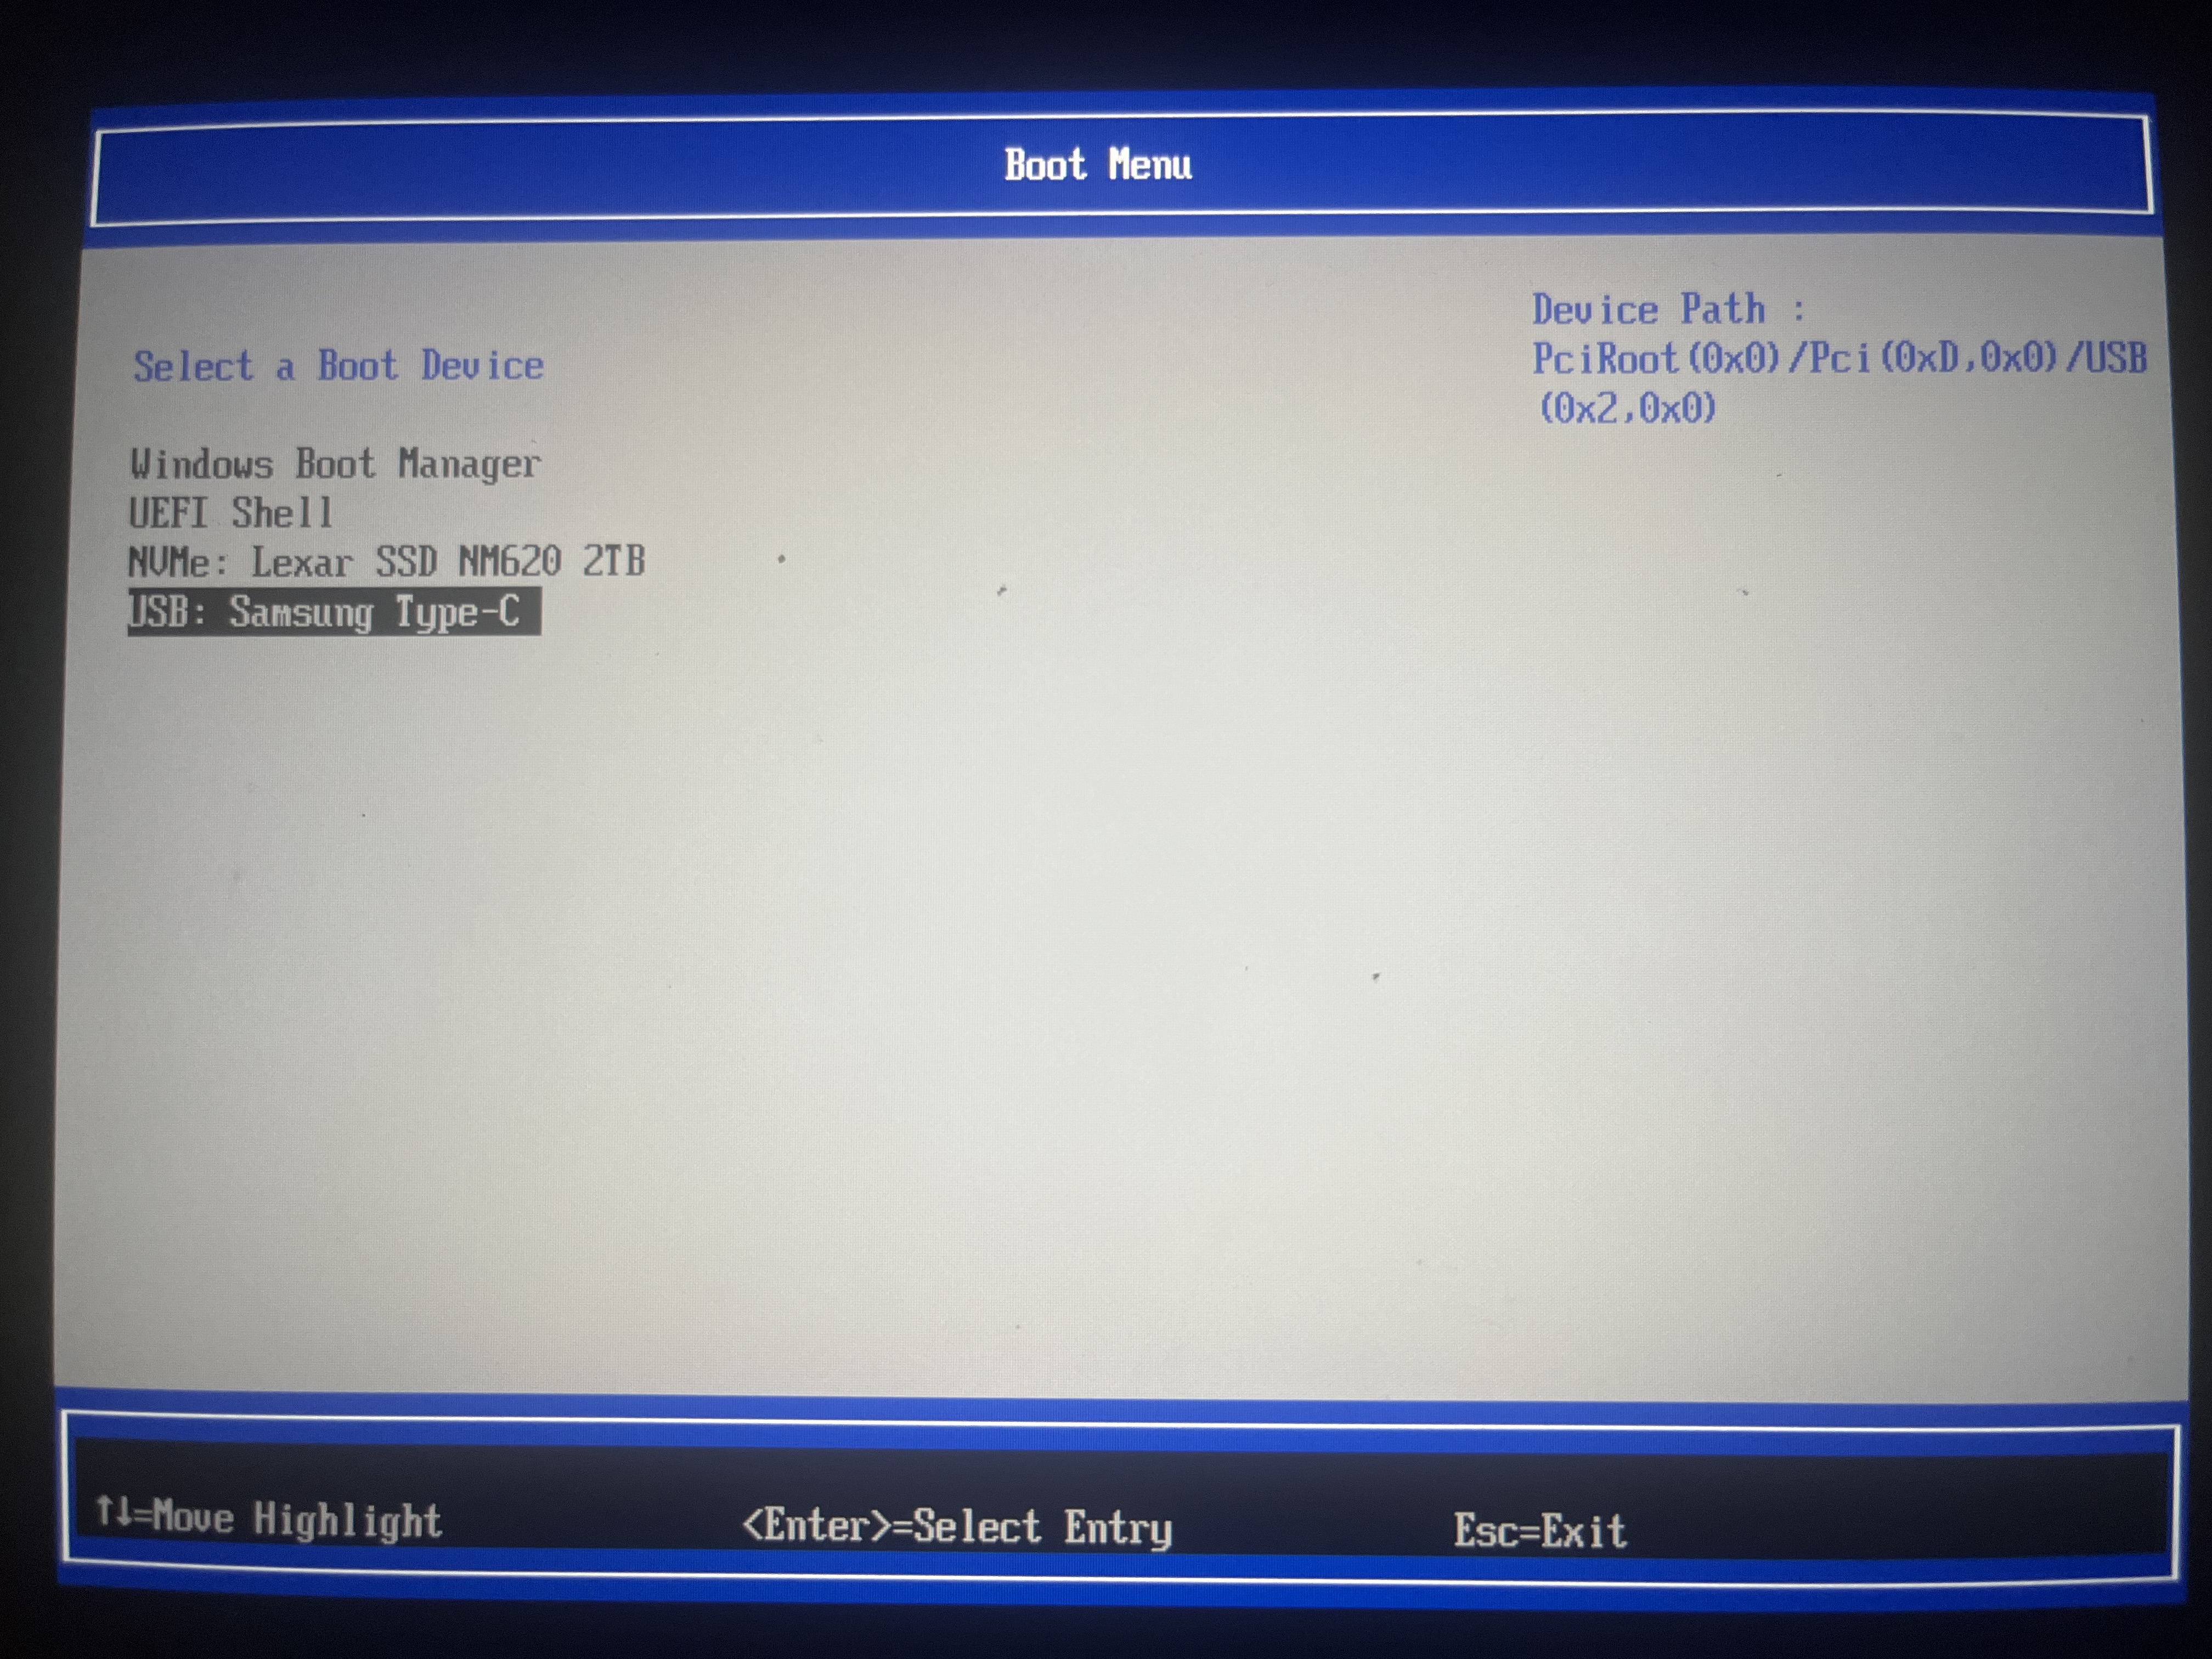 Boot Menu
Select a Boot Device
Windows Boot Manager
UEFI Shell
NVMe: Lexar SSD NM620 2TB
USB: Samsung Type-C
Device Path :
PciRoot(0x0)/Pci(0xD,0x0)/USB
(0x2,0x0)
↑↓=Move Highlight
<Enter>=Select Entry
Esc=Exit